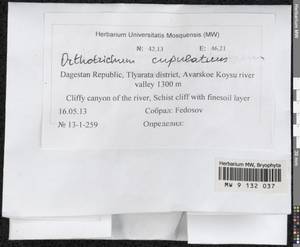 Herbarium Universitatis Mosquensis (MW)
N: 42.13 E: 46.21
Orthotrichum cupulatum
Dagestan Republic, Tlyarata district, Avarskoe Koysu river
valley 1300 m
Cliffy canyon of the river, Schist cliff with finesoil layer
16.05.13 Собрал: Fedosov
№ 13-1-259 Определил:
Herbarium MW, Bryophyta
MW 9 132 037